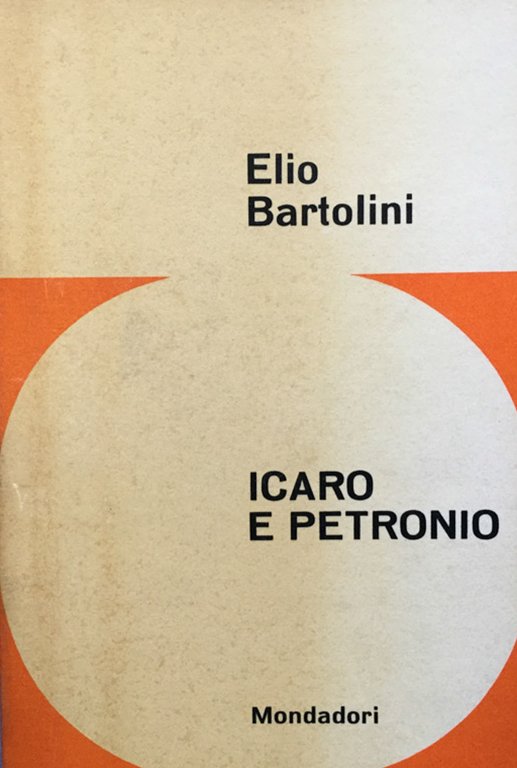 Elio
Bartolini
ICARO
E PETRONIO
Mondadori